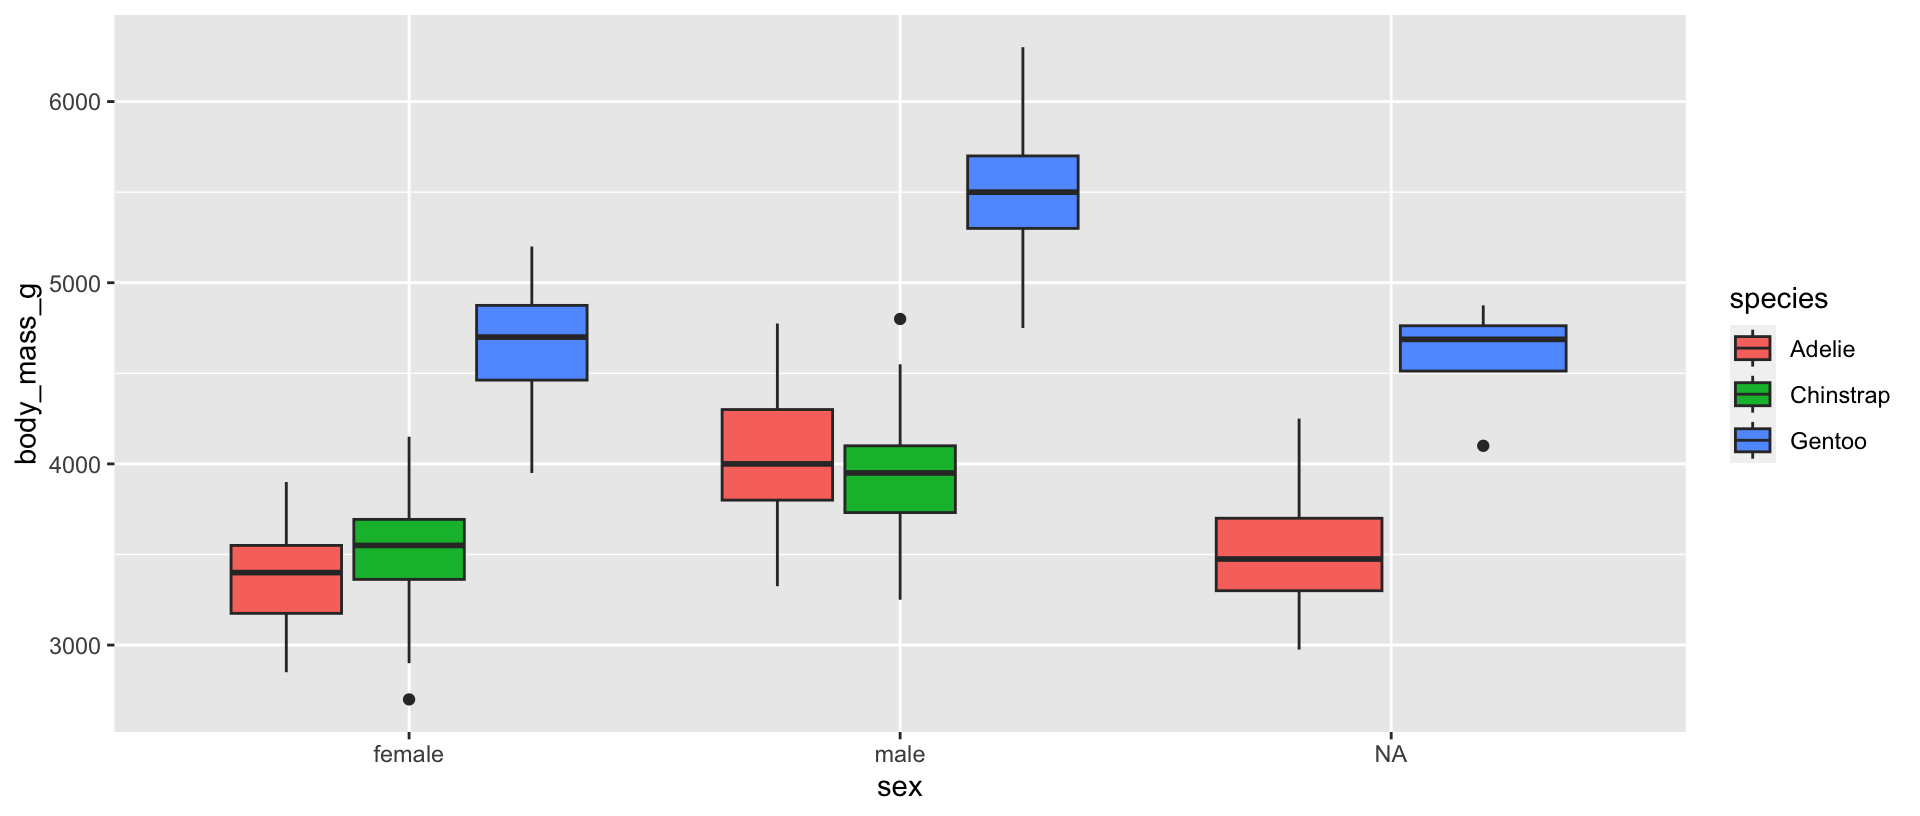 body_mass_g
6000
5000
4000
3000
female male NA
sex
species
Adelie
Chinstrap
Gentoo